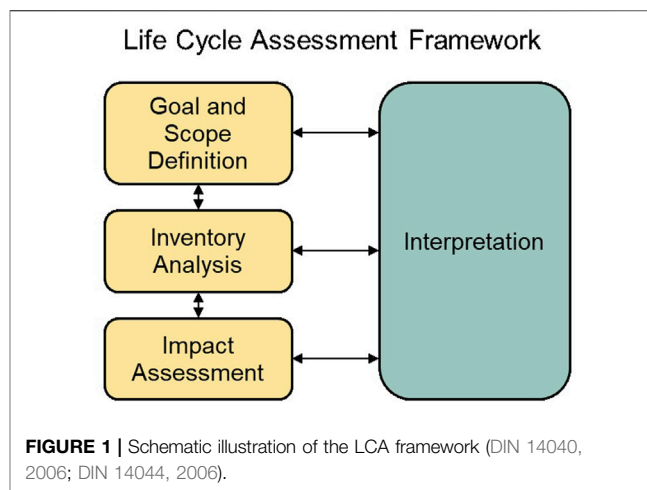 Life Cycle Assessment Framework
Goal and
Scope
Definition
Inventory
Analysis
Impact
Assessment
Interpretation
FIGURE 1 | Schematic illustration of the LCA framework (DIN 14040,
2006; DIN 14044, 2006).